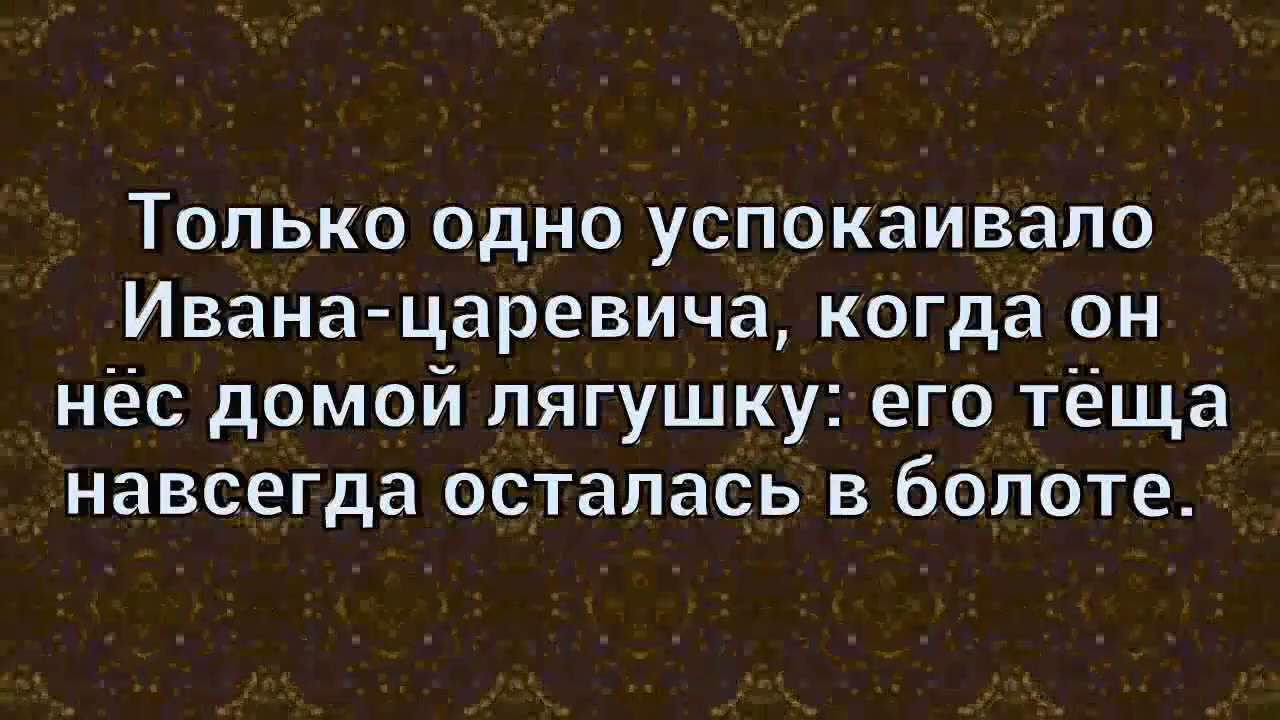 Только одно успокаивало
Ивана-царевича, когда он
нёс домой лягушку: его тёща
навсегда осталась в болоте.